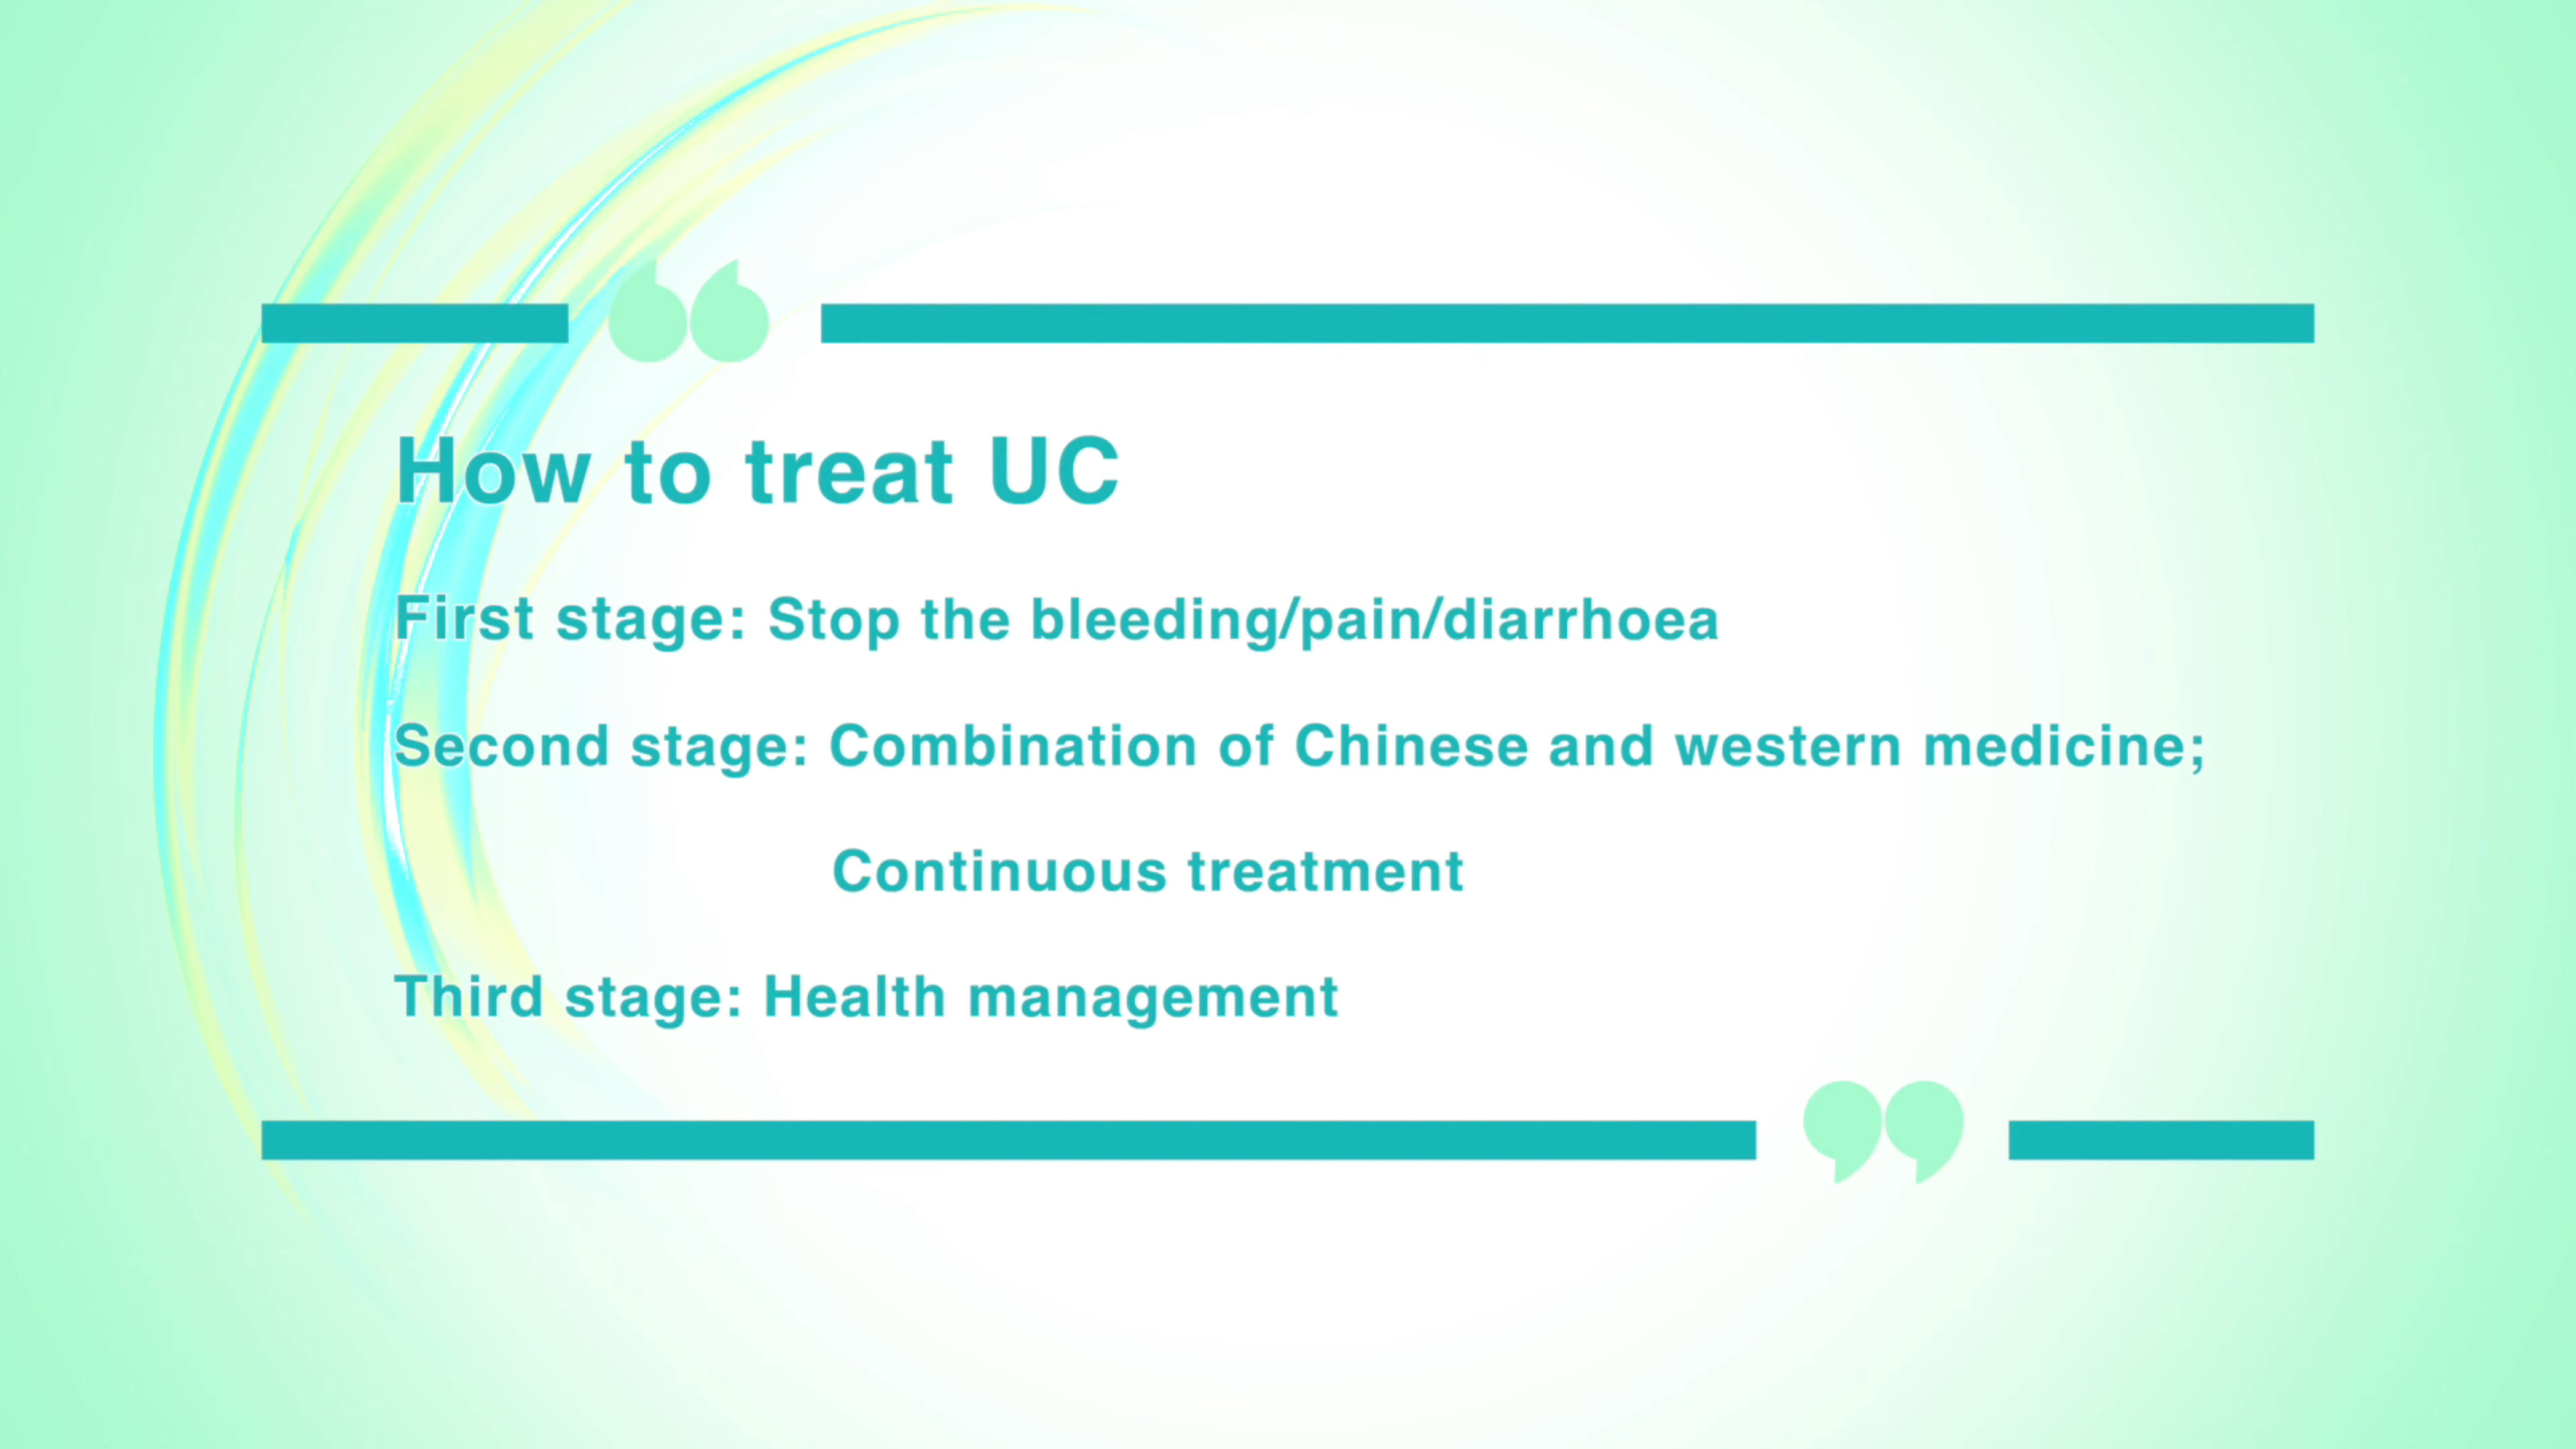 How to treat UC
First stage: Stop the bleeding/pain/diarrhoea
Second stage: Combination of Chinese and western medicine;
Continuous treatment
Third stage: Health management